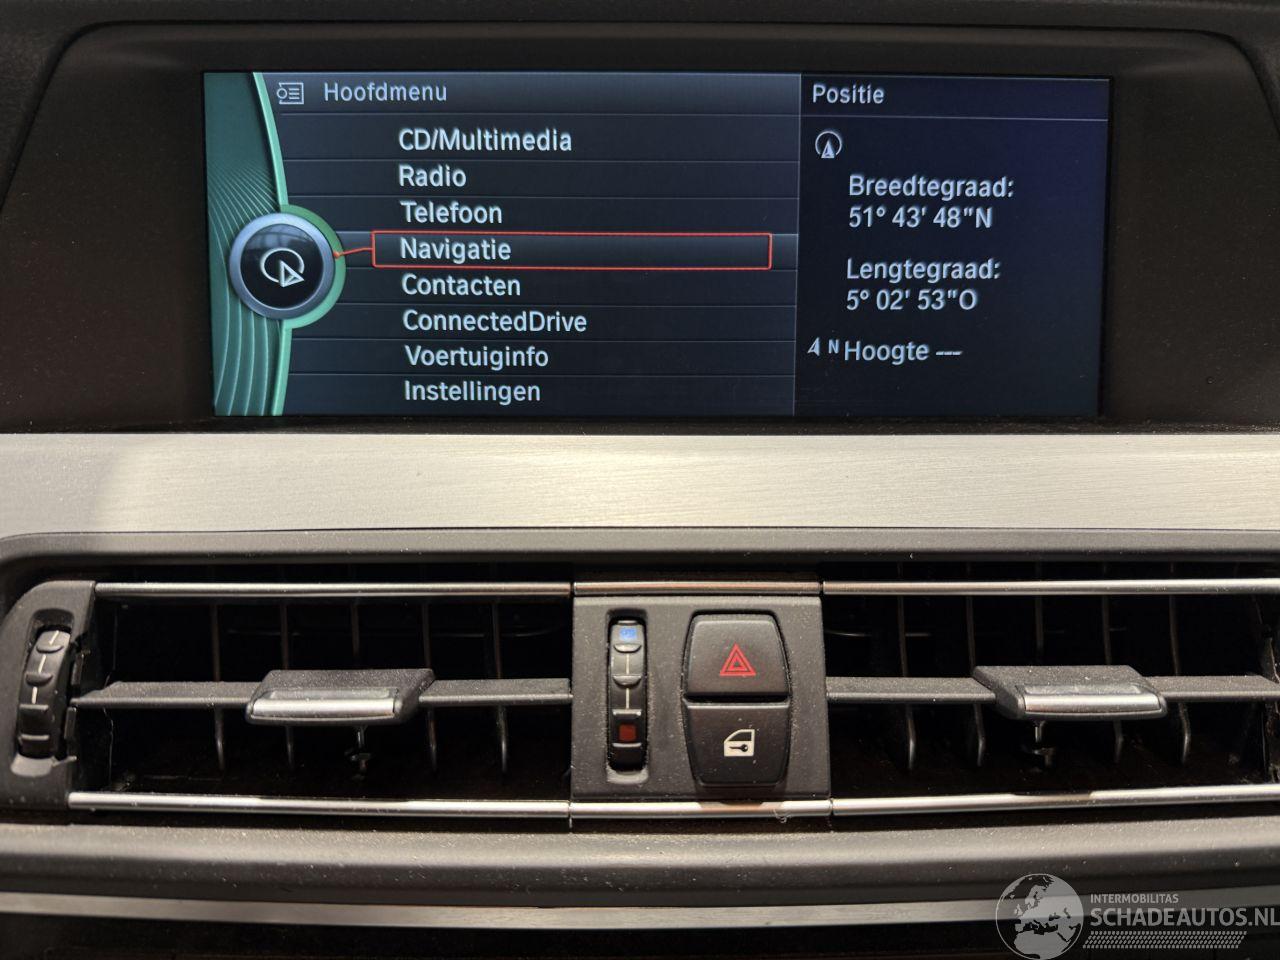 Hoofdmenu
CD/Multimedia
Radio
Telefoon
Navigatie
Contacten
ConnectedDrive
Voertuiginfo
Instellingen
Positie
Breedtegraad:
51° 43' 48"N
Lengtegraad:
5° 02' 53"O
N Hoogte ---
INTERMOBILITAS
SCHADEAUTOS.NL